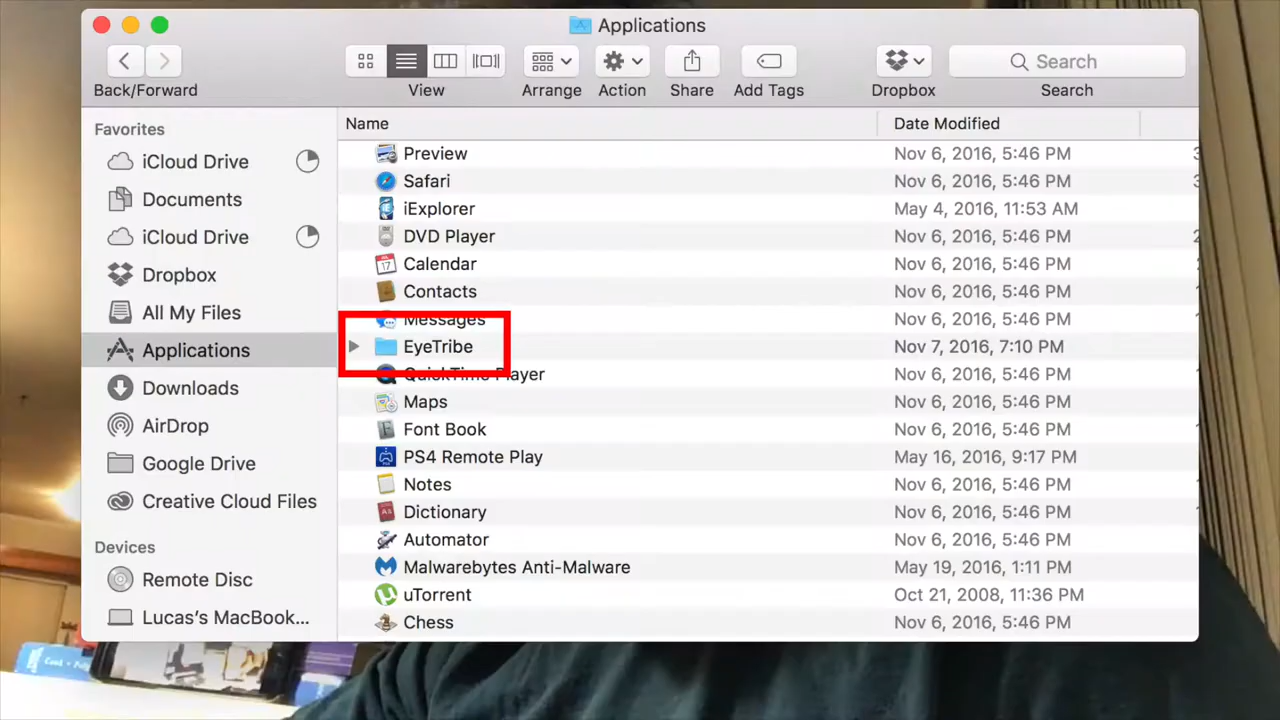 Applications
Back/Forward View Arrange Action Share Add Tags Dropbox Search Search
Favorites
iCloud Drive
Documents
iCloud Drive
Dropbox
All My Files
Applications
Downloads
AirDrop
Google Drive
Creative Cloud Files
Devices
Remote Disc
Lucas’s MacBook...
Name Date Modified
Preview Nov 6, 2016, 5:46 PM
Safari Nov 6, 2016, 5:46 PM
iExplorer May 4, 2016, 11:53 AM
DVD Player Nov 6, 2016, 5:46 PM
17
Calendar Nov 6, 2016, 5:46 PM
Contacts Nov 6, 2016, 5:46 PM
Messages Nov 6, 2016, 5:46 PM
EyeTribe Nov 7, 2016, 7:10 PM
QuickTime Player Nov 6, 2016, 5:46 PM
Maps Nov 6, 2016, 5:46 PM
Font Book Nov 6, 2016, 5:46 PM
PS4 Remote Play May 16, 2016, 9:17 PM
Notes Nov 6, 2016, 5:46 PM
Dictionary Nov 6, 2016, 5:46 PM
Automator Nov 6, 2016, 5:46 PM
Malwarebytes Anti-Malware May 19, 2016, 1:11 PM
uTorrent Oct 21, 2008, 11:36 PM
Chess Nov 6, 2016, 5:46 PM